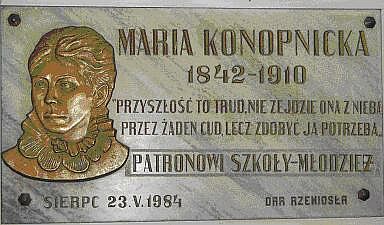 MARIA KONOPNICKA
1842-1910
"PRZYSZŁOŚĆ TO TRUD, NIE ZEJDZIE ONA Z NIEBA
PRZEZ ŻADEN CUD, LECZ ZDOBYĆ JĄ POTRZEBA„
PATRONOWI SZKOŁY-MŁODZIEŻ
SIERPC 23.V.1984 DAR RZEMIOSŁA